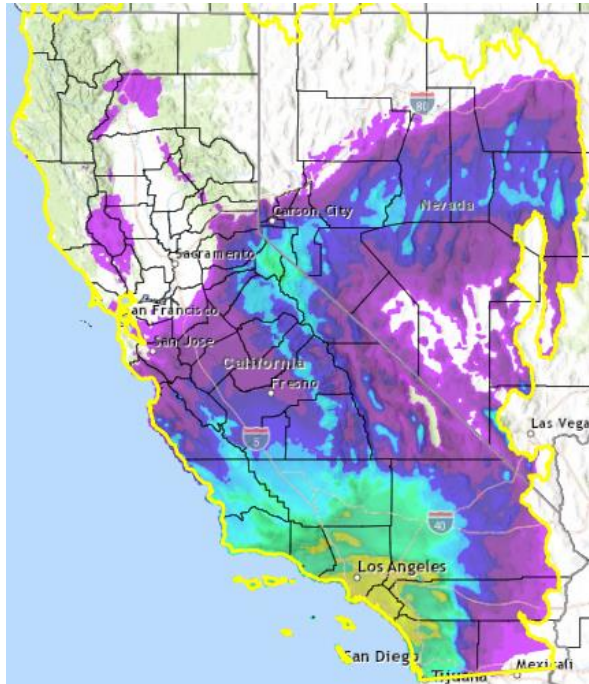 80
Nevada
Carson City
Sacramento
an Francisco
San Jose
California
Fresno
5
Las Vega
40
Los Angeles
San Diego
Tijuana
Mexicali